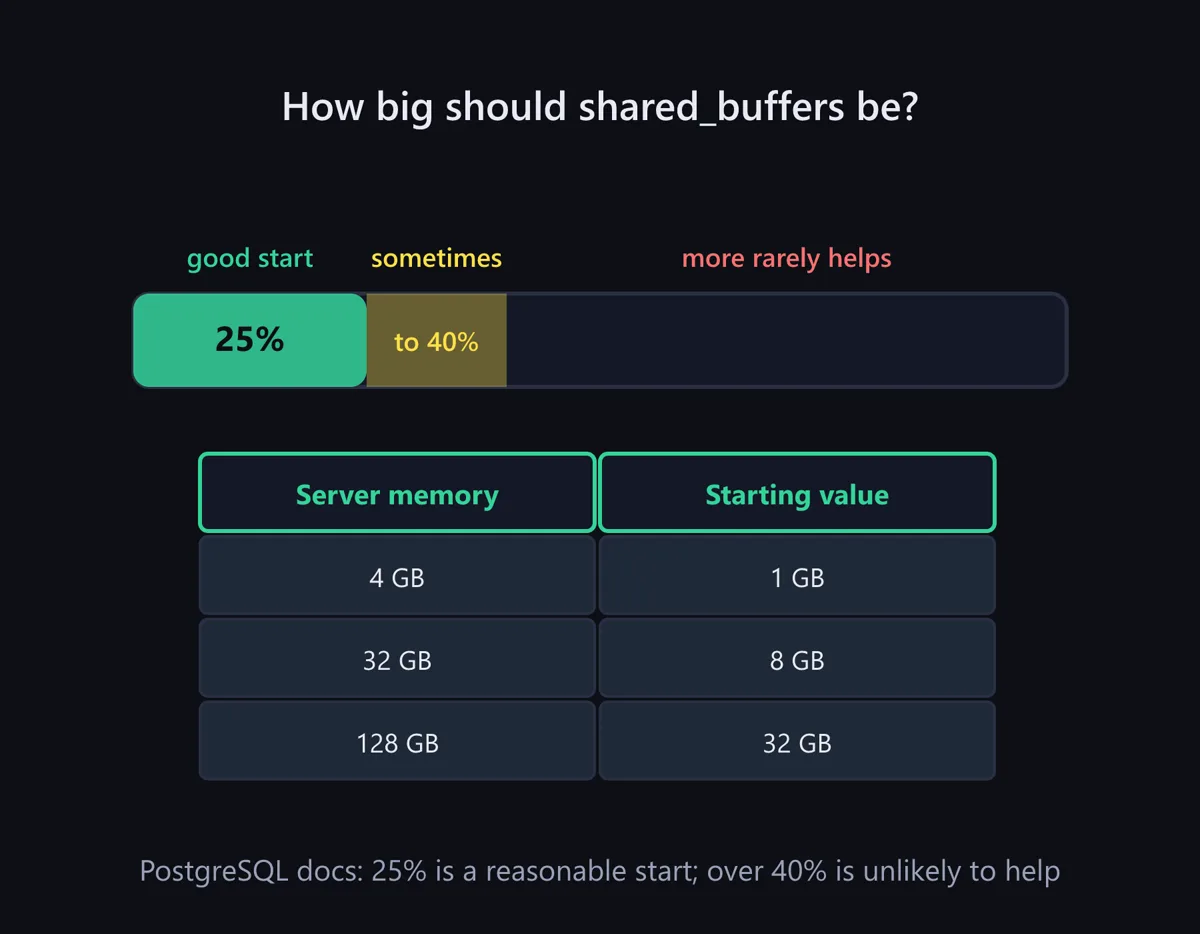 How big should shared_buffers be?
good start sometimes more rarely helps
25% to 40%
Server memory Starting value
4 GB 1 GB
32 GB 8 GB
128 GB 32 GB
PostgreSQL docs: 25% is a reasonable start; over 40% is unlikely to help